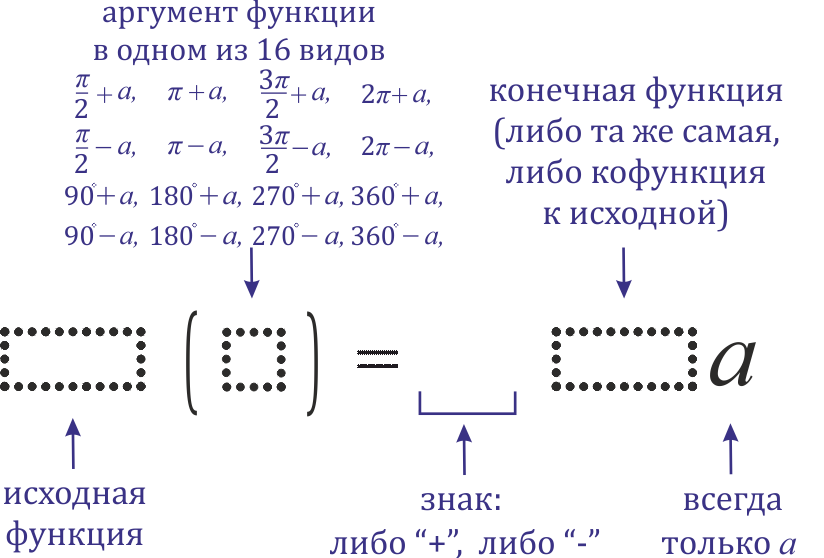 аргумент функции
в одном из 16 видов
π/2 + a, π + a, 3π/2 + a, 2π + a,
π/2 − a, π − a, 3π/2 − a, 2π − a,
90°+ a, 180°+ a, 270°+ a, 360°+ a,
90°− a, 180°− a, 270°− a, 360°− a,
конечная функция
(либо та же самая,
либо кофункция
к исходной)
( ) = a
исходная
функция
знак:
либо “+”, либо “-”
всегда
только a